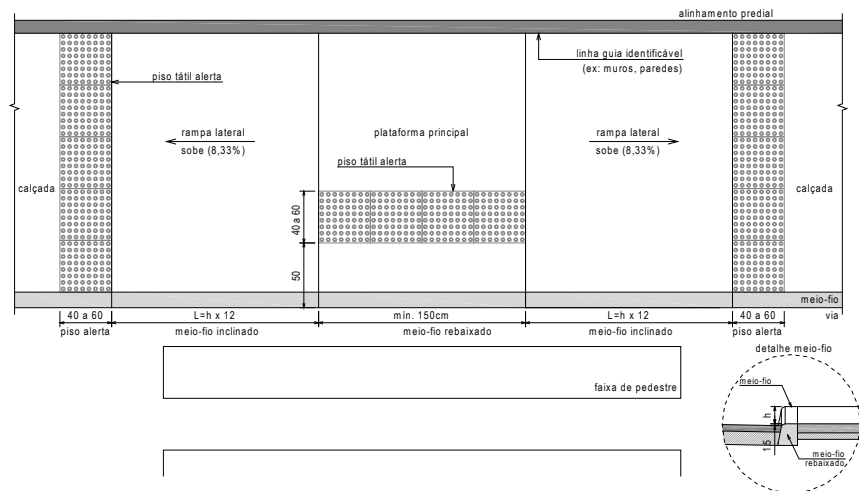 alinhamento predial
linha guia identificável
(ex: muros, paredes)
piso tátil alerta
rampa lateral
sobe (8,33%)
plataforma principal
rampa lateral
sobe (8,33%)
piso tátil alerta
calçada
calçada
40 a 60
50
meio-fio
40 a 60
L=h x 12
mín. 150cm
L=h x 12
40 a 60
via
piso alerta
meio-fio inclinado
meio-fio rebaixado
meio-fio inclinado
piso alerta
detalhe meio-fio
faixa de pedestre
meio-fio
h
15
meio-fio
rebaixado